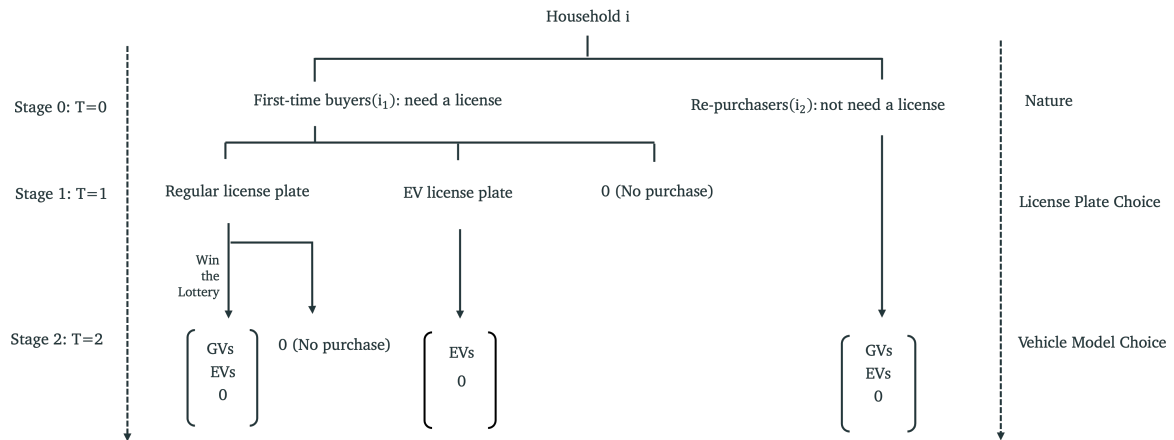 Household i
Stage 0: T=0
First-time buyers(i₁): need a license
Re-purchasers(i₂): not need a license
Nature
Stage 1: T=1
Regular license plate
EV license plate
0 (No purchase)
License Plate Choice
Win
the
Lottery
Stage 2: T=2
GVs
EVs
0
0 (No purchase)
EVs
0
GVs
EVs
0
Vehicle Model Choice